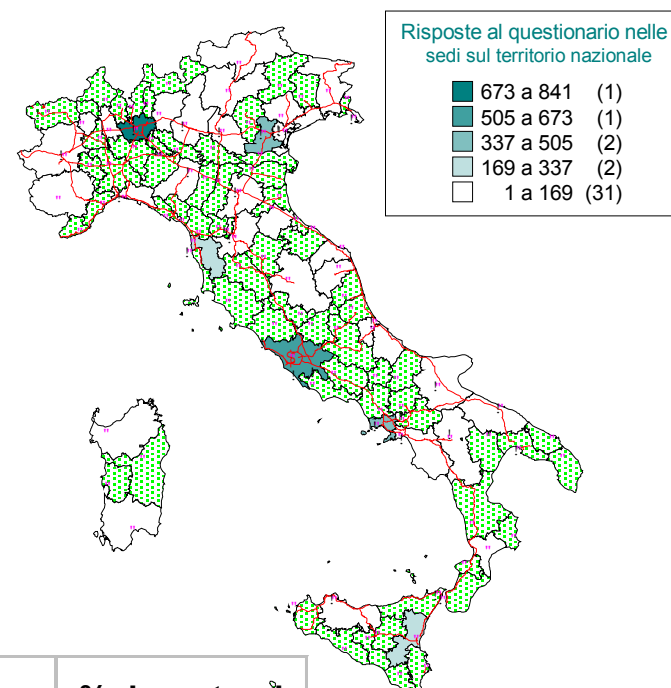 Risposte al questionario nelle
sedi sul territorio nazionale
673 a 841 (1)
505 a 673 (1)
337 a 505 (2)
169 a 337 (2)
1 a 169 (31)